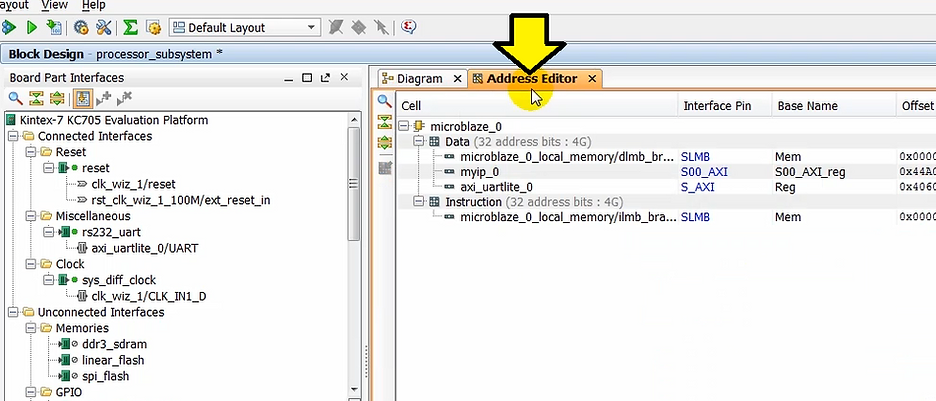 ayout View Help
Default Layout
Block Design - processor_subsystem *
Board Part Interfaces
Kintex-7 KC705 Evaluation Platform
Connected Interfaces
Reset
reset
clk_wiz_1/reset
rst_clk_wiz_1_100M/ext_reset_in
Miscellaneous
rs232_uart
axi_uartlite_0/UART
Clock
sys_diff_clock
clk_wiz_1/CLK_IN1_D
Unconnected Interfaces
Memories
ddr3_sdram
linear_flash
spi_flash
GPIO
Diagram Address Editor
Cell Interface Pin Base Name Offset
microblaze_0
Data (32 address bits : 4G)
microblaze_0_local_memory/dlmb_br... SLMB Mem 0x0000
myip_0 S00_AXI S00_AXI_reg 0x44A0
axi_uartlite_0 S_AXI Reg 0x4060
Instruction (32 address bits : 4G)
microblaze_0_local_memory/ilmb_bra... SLMB Mem 0x0000